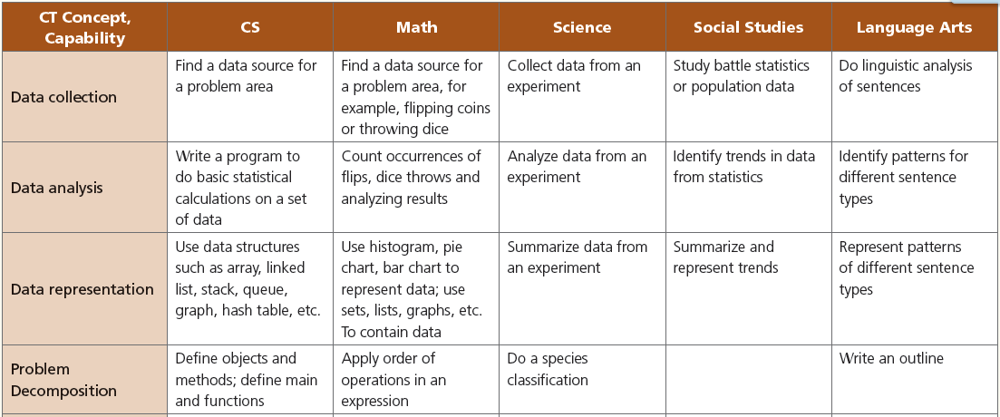 CT Concept,
Capability
CS
Math
Science
Social Studies
Language Arts
Data collection
Find a data source for
a problem area
Find a data source for
a problem area, for
example, flipping coins
or throwing dice
Collect data from an
experiment
Study battle statistics
or population data
Do linguistic analysis
of sentences
Data analysis
Write a program to
do basic statistical
calculations on a set
of data
Count occurrences of
flips, dice throws and
analyzing results
Analyze data from an
experiment
Identify trends in data
from statistics
Identify patterns for
different sentence
types
Data representation
Use data structures
such as array, linked
list, stack, queue,
graph, hash table, etc.
Use histogram, pie
chart, bar chart to
represent data; use
sets, lists, graphs, etc.
To contain data
Summarize data from
an experiment
Summarize and
represent trends
Represent patterns
of different sentence
types
Problem
Decomposition
Define objects and
methods; define main
and functions
Apply order of
operations in an
expression
Do a species
classification
Write an outline